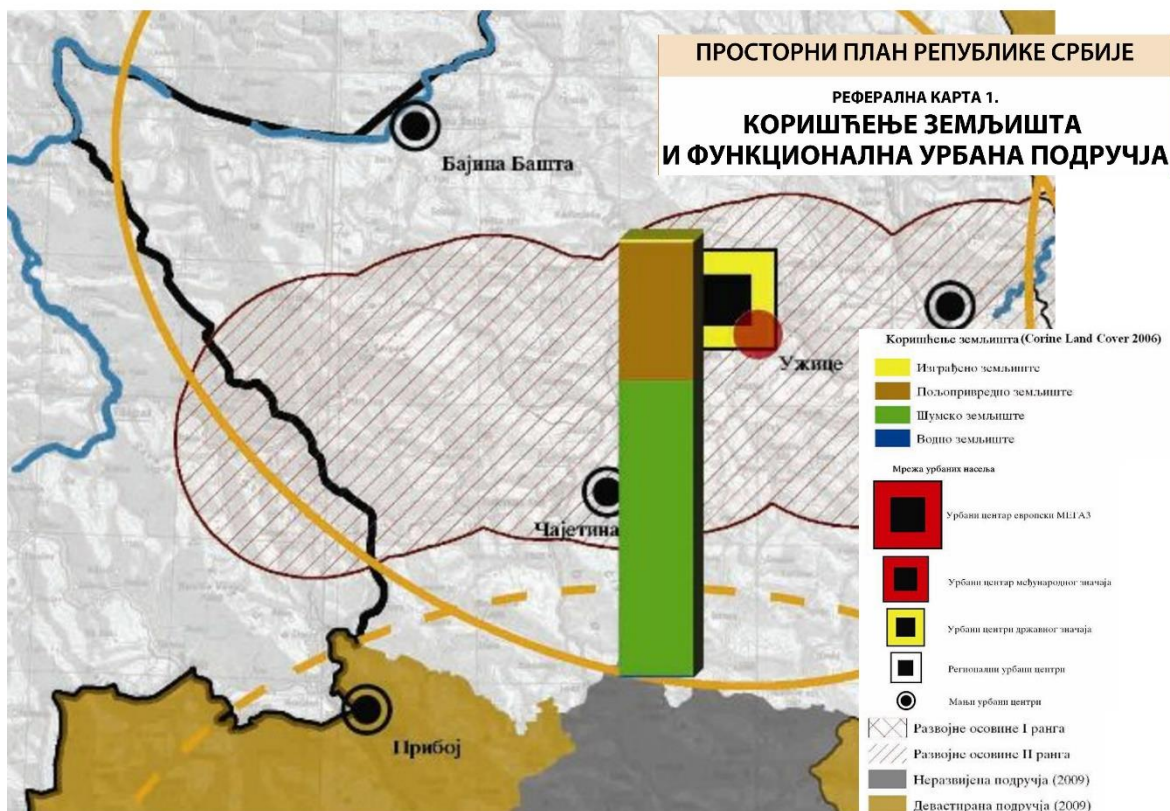 ПРОСТОРНИ ПЛАН РЕПУБЛИКЕ СРБИЈЕ
РЕФЕРАЛНА КАРТА 1.
КОРИШЋЕЊЕ ЗЕМЉИШТА
И ФУНКЦИОНАЛНА УРБАНА ПОДРУЧЈА
Бајина Башта
Ужице
Чајетина
Прибој
Коришћење земљишта (Corine Land Cover 2006)
Изграђено земљиште
Пољопривредно земљиште
Шумско земљиште
Водно земљиште
Мрежа урбаних насеља
Урбани центар европски МЕГА3
Урбани центар међународног значаја
Урбани центри државног значаја
Регионални урбани центри
Мањи урбани центри
Развојне осовине I ранга
Развојне осовине II ранга
Неразвијена подручја (2009)
Девастирана подручја (2009)